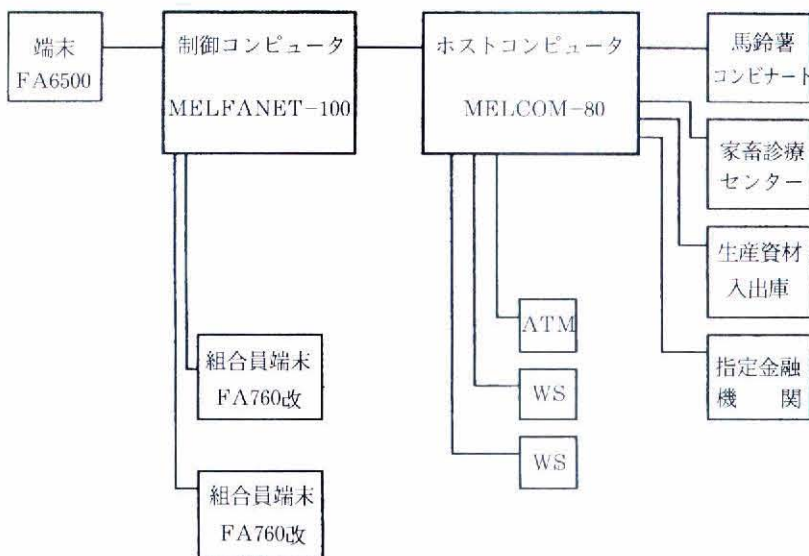 端末
FA6500
制御コンピュータ
MELFANET-100
ホストコンピュータ
MELCOM-80
馬鈴薯
コンビナート
家畜診療
センター
生産資材
入出庫
指定金融
機　関
ATM
WS
WS
組合員端末
FA760改
組合員端末
FA760改